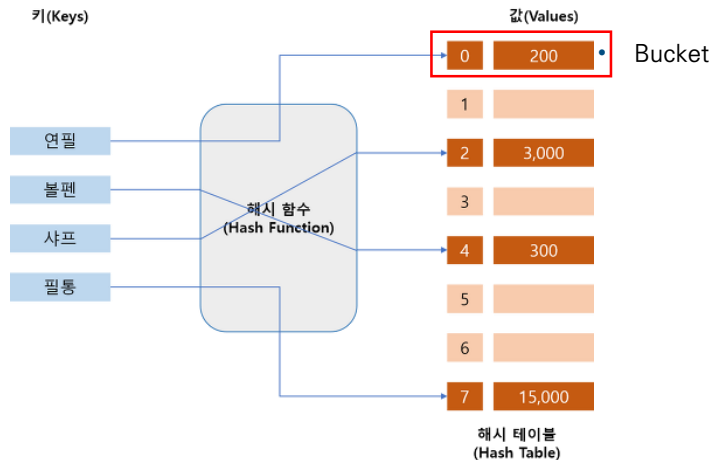 키(Keys)
값(Values)
0 200
Bucket
1
연필
2 3,000
볼펜
3
해시 함수
(Hash Function)
샤프
4 300
필통
5
6
7 15,000
해시 테이블
(Hash Table)